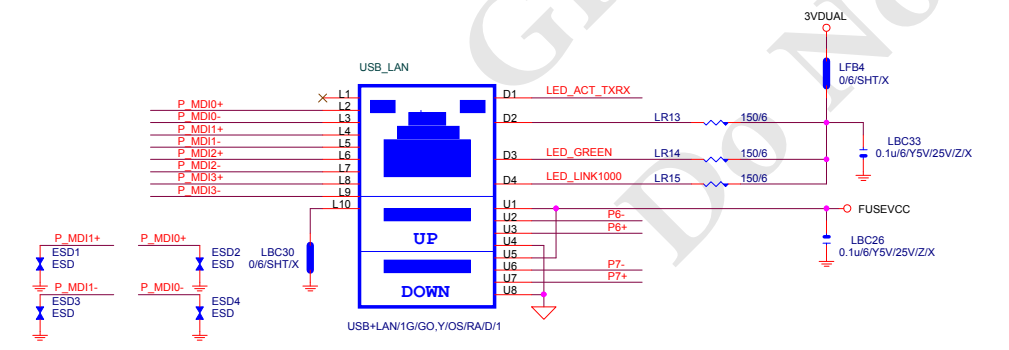 3VDUAL
USB_LAN
LFB4
0/6/SHT/X
L1
D1
LED_ACT_TXRX
P_MDI0+
L2
P_MDI0-
L3
D2
LR13
150/6
P_MDI1+
L4
P_MDI1-
L5
LBC33
0.1u/6/Y5V/25V/Z/X
P_MDI2+
L6
D3
LED_GREEN
LR14
150/6
P_MDI2-
L7
P_MDI3+
L8
D4
LED_LINK1000
LR15
150/6
P_MDI3-
L9
L10
U1
FUSEVCC
U2
P6-
U3
P6+
UP
U4
U5
P_MDI1+
P_MDI0+
LBC26
0.1u/6/Y5V/25V/Z/X
ESD1
ESD
ESD2
ESD
LBC30
0/6/SHT/X
U6
P7-
U7
P7+
DOWN
U8
P_MDI1-
P_MDI0-
ESD3
ESD
ESD4
ESD
USB+LAN/1G/GO,Y/OS/RA/D/1
Do No